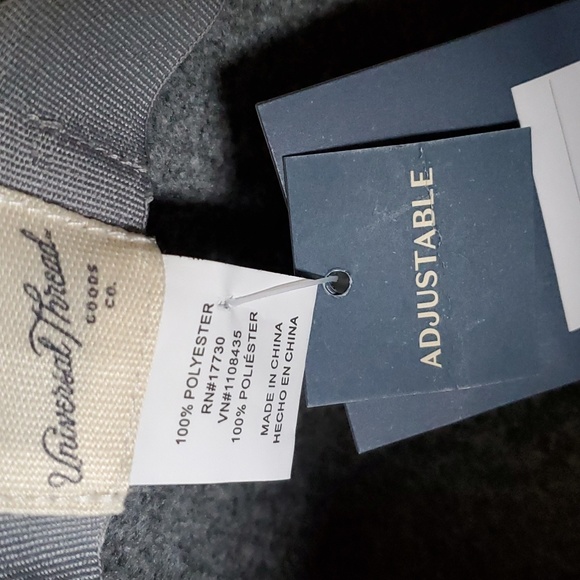 Universal Thread
GOODS
CO.
100% POLYESTER
RN#17730
VN#1108435
100% POLIÉSTER
MADE IN CHINA
HECHO EN CHINA
ADJUSTABLE